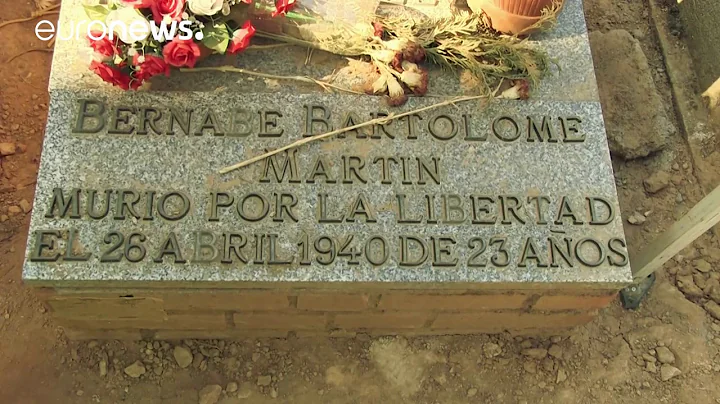 euronews.
BERNABE BARTOLOME
MARTIN
MURIO POR LA LIBERTAD
EL 26 ABRIL 1940 DE 23 AÑOS